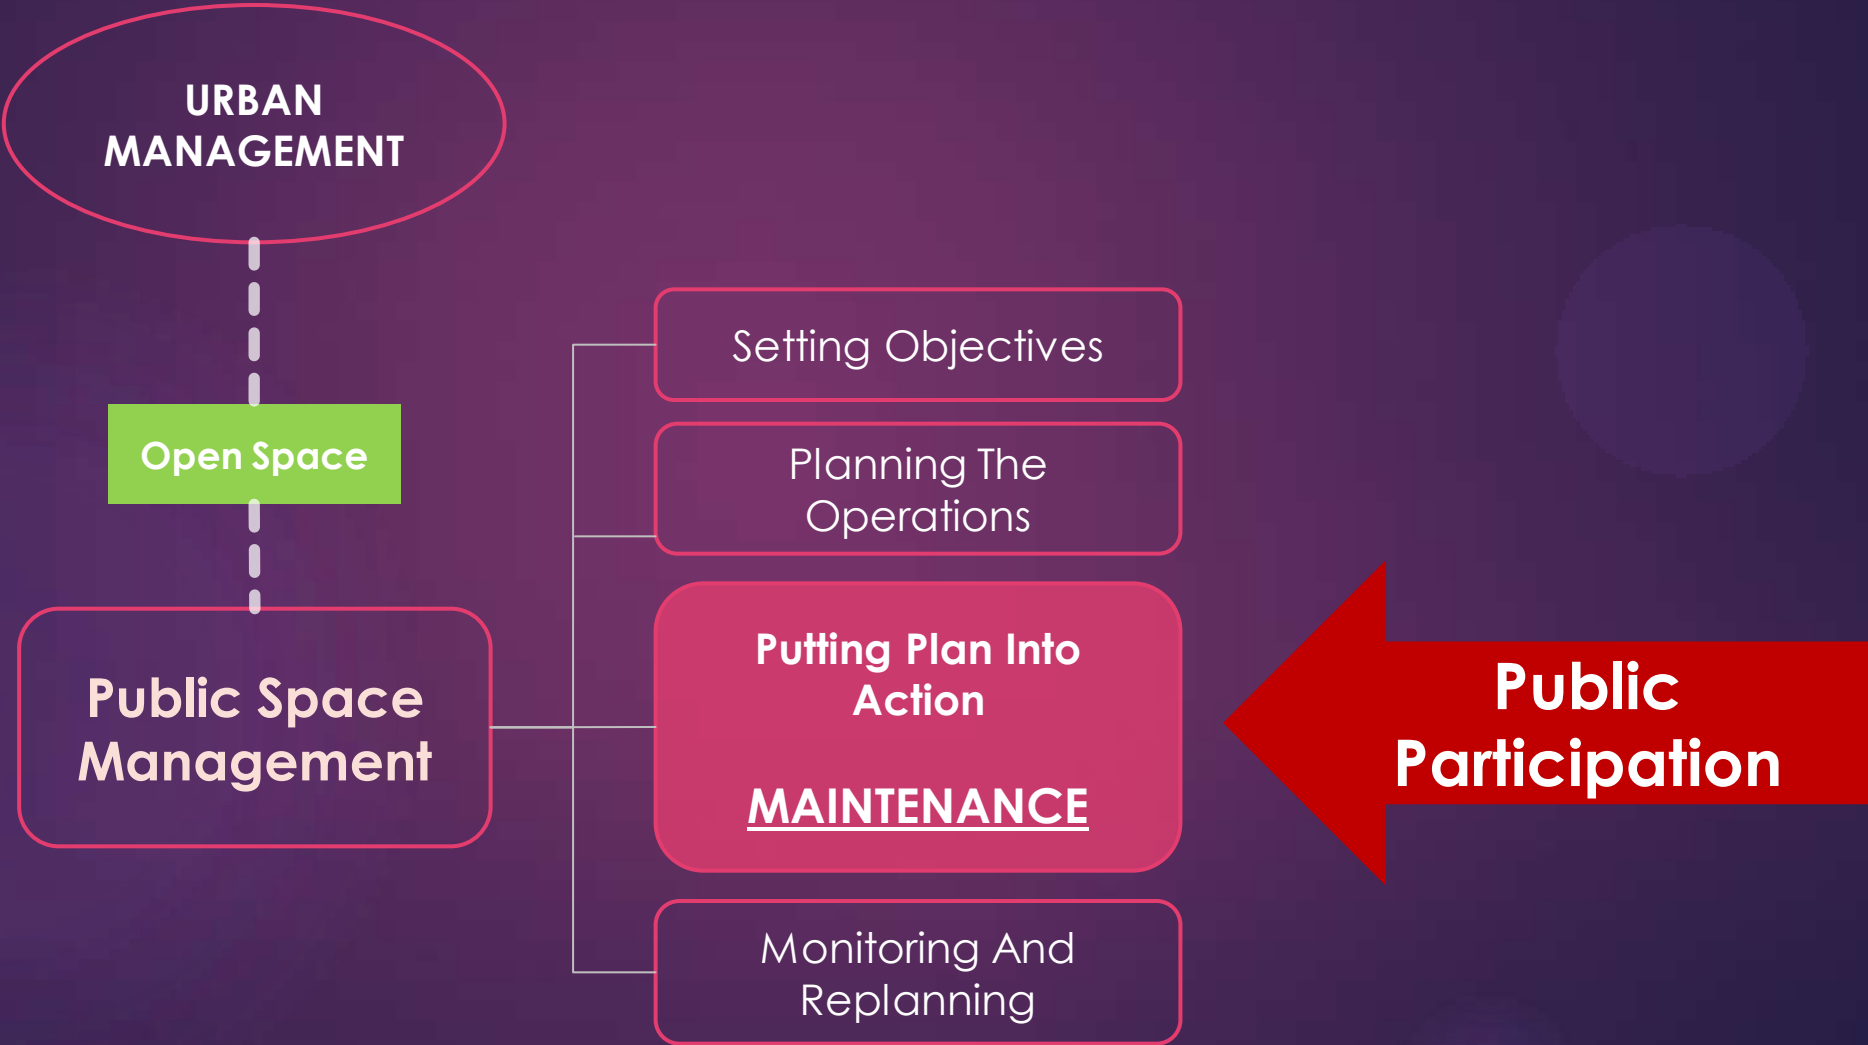 URBAN
MANAGEMENT
Open Space
Public Space
Management
Setting Objectives
Planning The
Operations
Putting Plan Into
Action
MAINTENANCE
Monitoring And
Replanning
Public
Participation